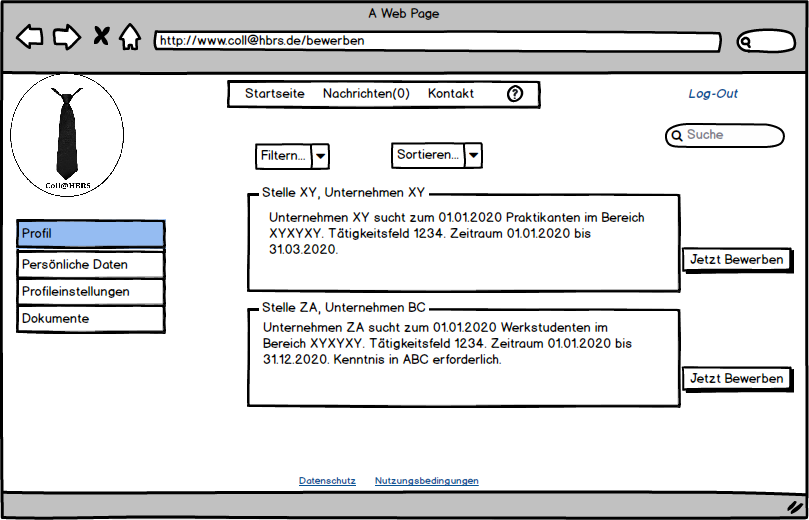 A Web Page
http://www.coll@hbrs.de/bewerben
Startseite Nachrichten(0) Kontakt ?
Log-Out
Suche
Coll@HBRS
Filtern... Sortieren...
Profil
Persönliche Daten
Profileinstellungen
Dokumente
Stelle XY, Unternehmen XY
Unternehmen XY sucht zum 01.01.2020 Praktikanten im Bereich
XYXYXY. Tätigkeitsfeld 1234. Zeitraum 01.01.2020 bis
31.03.2020.
Jetzt Bewerben
Stelle ZA, Unternehmen BC
Unternehmen ZA sucht zum 01.01.2020 Werkstudenten im
Bereich XYXYXY. Tätigkeitsfeld 1234. Zeitraum 01.01.2020 bis
31.12.2020. Kenntnis in ABC erforderlich.
Jetzt Bewerben
Datenschutz Nutzungsbedingungen